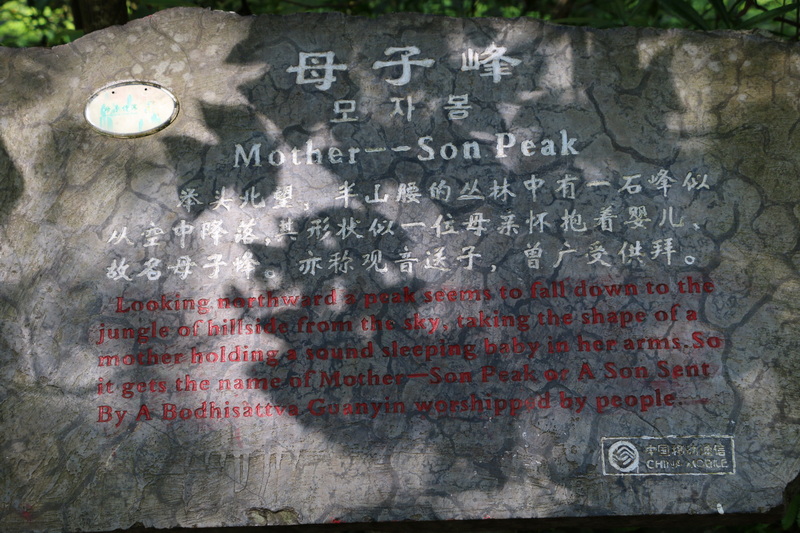 母子峰
모자봉
Mother--Son Peak
举头北望，半山腰的丛林中有一石峰似
从空中降落,其形状似一位母亲怀抱着婴儿、
故名母子峰。亦称观音送子，曾广受供拜。
Looking northward a peak seems to fall down to the
jungle of hillside from the sky, taking the shape of a
mother holding a sound sleeping baby in her arms.So
it gets the name of Mother—Son Peak or A Son Sent
By A Bodhisattva Guanyin worshipped by people.
中国移动通信
CHINA MOBILE